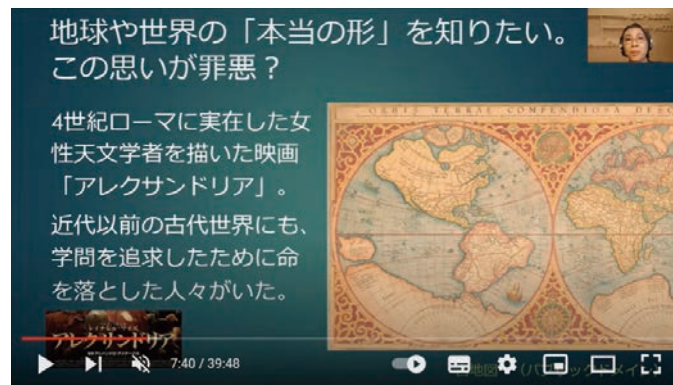 地球や世界の「本当の形」を知りたい。
この思いが罪悪？
4世紀ローマに実在した女
性天文学者を描いた映画
「アレクサンドリア」。
近代以前の古代世界にも、
学問を追求したために命
を落とした人々がいた。
ORBIS TERRAE COMPENDIOSA
アレクサンドリア
7:40 / 39:48